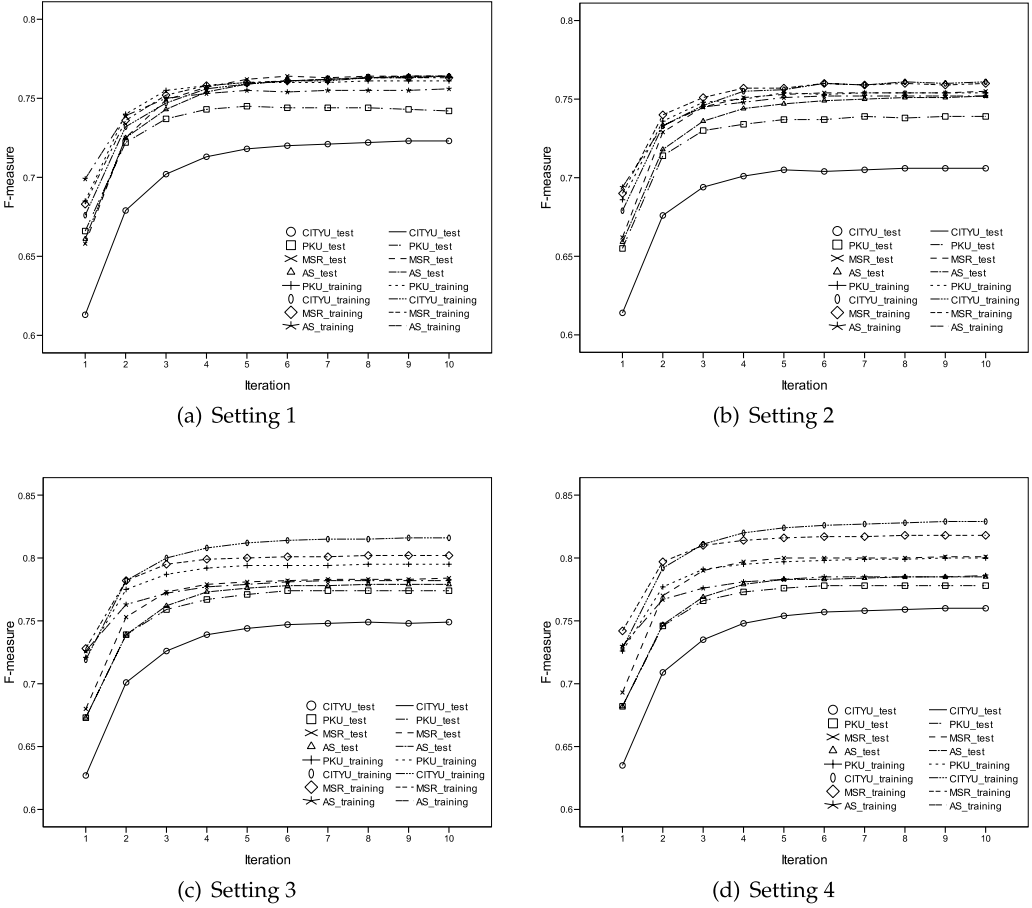 0.8
0.75
0.7
0.65
0.6
F-measure
CITYU_test CITYU_test
PKU_test PKU_test
MSR_test MSR_test
AS_test AS_test
PKU_training PKU_training
CITYU_training CITYU_training
MSR_training MSR_training
AS_training AS_training
1 2 3 4 5 6 7 8 9 10
Iteration
(a) Setting 1
0.8
0.75
0.7
0.65
0.6
F-measure
CITYU_test CITYU_test
PKU_test PKU_test
MSR_test MSR_test
AS_test AS_test
PKU_training PKU_training
CITYU_training CITYU_training
MSR_training MSR_training
AS_training AS_training
1 2 3 4 5 6 7 8 9 10
Iteration
(b) Setting 2
0.85
0.8
0.75
0.7
0.65
0.6
F-measure
CITYU_test CITYU_test
PKU_test PKU_test
MSR_test MSR_test
AS_test AS_test
PKU_training PKU_training
CITYU_training CITYU_training
MSR_training MSR_training
AS_training AS_training
1 2 3 4 5 6 7 8 9 10
Iteration
(c) Setting 3
0.85
0.8
0.75
0.7
0.65
0.6
F-measure
CITYU_test CITYU_test
PKU_test PKU_test
MSR_test MSR_test
AS_test AS_test
PKU_training PKU_training
CITYU_training CITYU_training
MSR_training MSR_training
AS_training AS_training
1 2 3 4 5 6 7 8 9 10
Iteration
(d) Setting 4